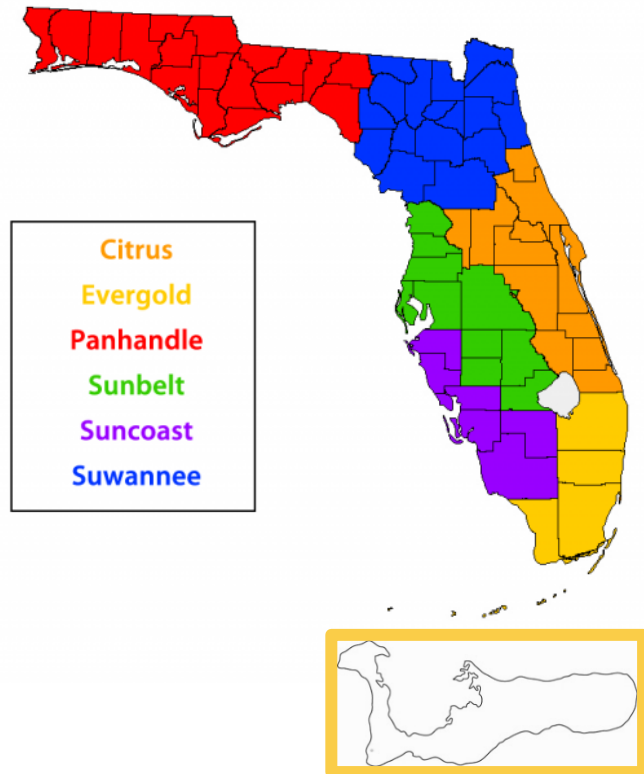 Citrus
Evergold
Panhandle
Sunbelt
Suncoast
Suwannee